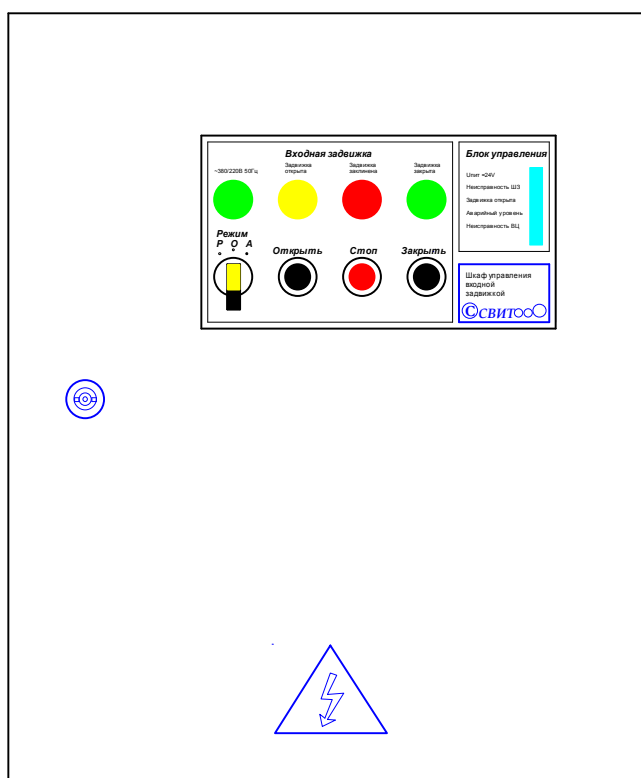 Входная задвижка
~380/220В 50Гц
Задвижка
открыта
Задвижка
заклинена
Задвижка
закрыта
Режим
Р О А
Открыть
Стоп
Закрыть
Блок управления
Uпит =24V
Неисправность ШЗ
Задвижка открыта
Аварийный уровень
Неисправность ВЦ
Шкаф управления
входной
задвижкой
©СВИТ